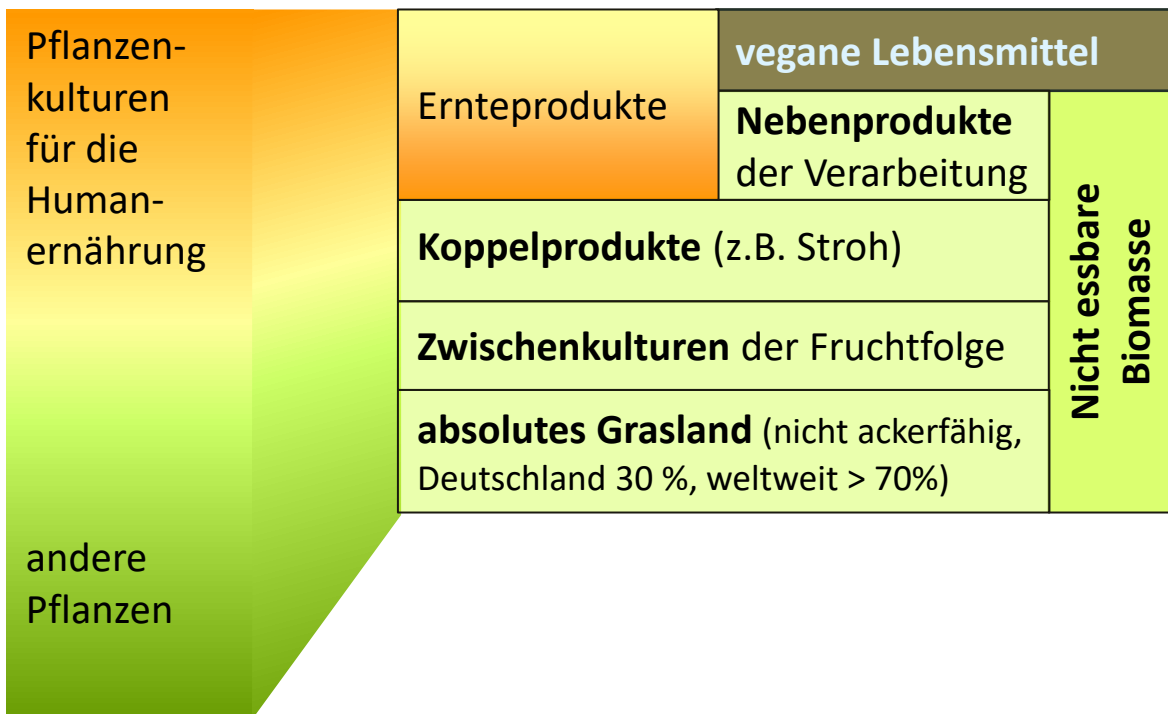 Pflanzen-
kulturen
für die
Human-
ernährung
andere
Pflanzen
Ernteprodukte
vegane Lebensmittel
Nebenprodukte
der Verarbeitung
Koppelprodukte (z.B. Stroh)
Zwischenkulturen der Fruchtfolge
absolutes Grasland (nicht ackerfähig,
Deutschland 30 %, weltweit > 70%)
Nicht essbare
Biomasse